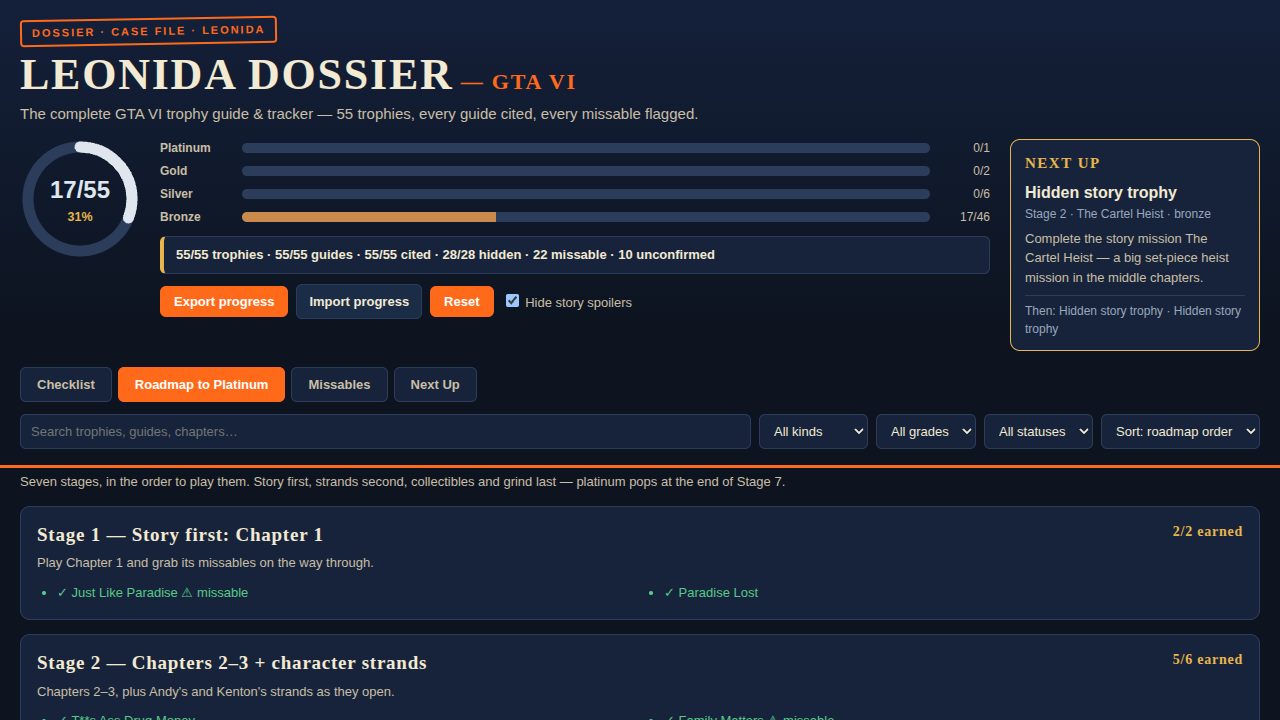 DOSSIER · CASE FILE · LEONIDA
LEONIDA DOSSIER — GTA VI
The complete GTA VI trophy guide & tracker — 55 trophies, every guide cited, every missable flagged.
17/55
31%
Platinum 0/1
Gold 0/2
Silver 0/6
Bronze 17/46
55/55 trophies · 55/55 guides · 55/55 cited · 28/28 hidden · 22 missable · 10 unconfirmed
Export progress Import progress Reset Hide story spoilers
NEXT UP
Hidden story trophy
Stage 2 · The Cartel Heist · bronze
Complete the story mission The
Cartel Heist — a big set-piece heist
mission in the middle chapters.
Then: Hidden story trophy · Hidden story
trophy
Checklist Roadmap to Platinum Missables Next Up
Search trophies, guides, chapters… All kinds All grades All statuses Sort: roadmap order
Seven stages, in the order to play them. Story first, strands second, collectibles and grind last — platinum pops at the end of Stage 7.
Stage 1 — Story first: Chapter 1 2/2 earned
Play Chapter 1 and grab its missables on the way through.
• ✓ Just Like Paradise ⚠ missable • ✓ Paradise Lost
Stage 2 — Chapters 2–3 + character strands 5/6 earned
Chapters 2–3, plus Andy's and Kenton's strands as they open.
• ✓ T**s Ass Drug Money • ✓ Family Matters ⚠ missable